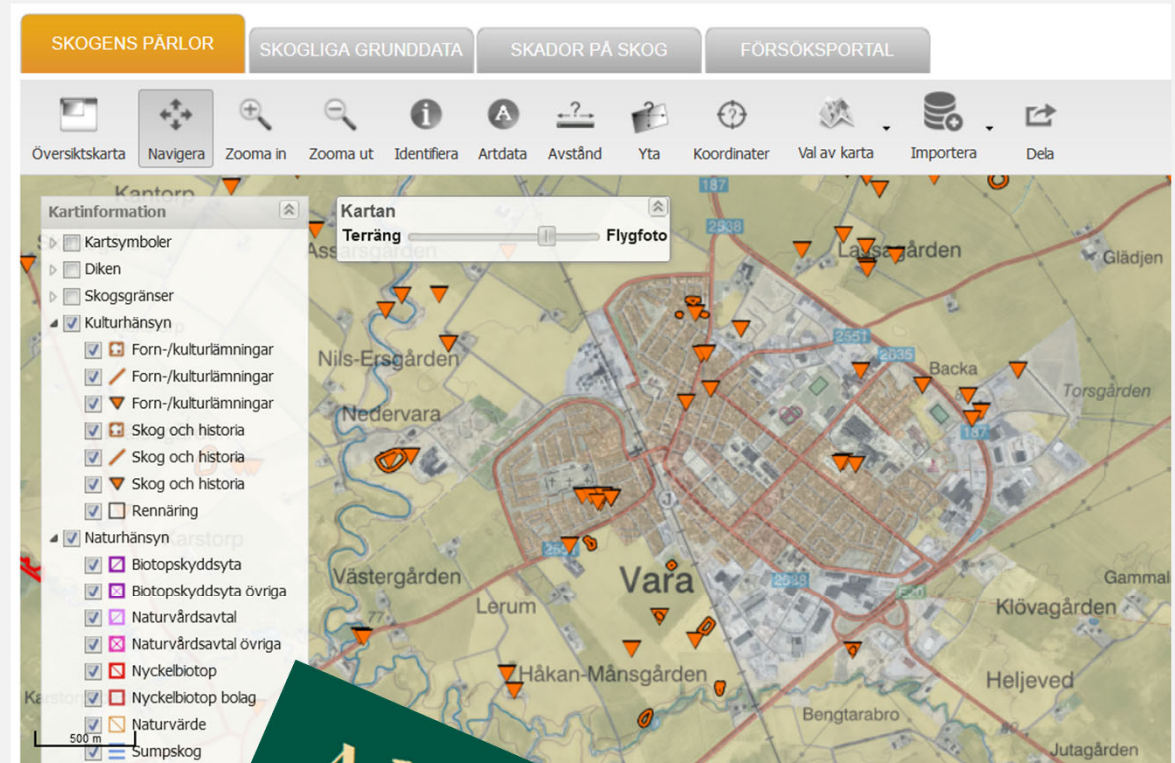 SKOGENS PÄRLOR
SKOGLIGA GRUNDDATA
SKADOR PÅ SKOG
FÖRSÖKSPORTAL
Översiktskarta
Navigera
Zooma in
Zooma ut
Identifiera
Artdata
Avstånd
Yta
Koordinater
Val av karta
Importera
Dela
Kartinformation
Kartsymboler
Diken
Skogsgränser
Kulturhänsyn
Forn-/kulturlämningar
Forn-/kulturlämningar
Forn-/kulturlämningar
Skog och historia
Skog och historia
Skog och historia
Rennäring
Naturhänsyn
Biotopskyddsyta
Biotopskyddsyta övriga
Naturvårdsavtal
Naturvårdsavtal övriga
Nyckelbiotop
Nyckelbiotop bolag
Naturvärde
Sumpskog
500 m
Kartan
Terräng
Flygfoto
Kantorp
Assarsgården
187
2538
Glädjen
Nils-Ersgården
2551
2535
Backa
Torsgården
Nedervara
187
Karstorp
Västergården
Vara
2538
Gammal
Lerum
E20
Klövagården
77
Håkan-Månsgården
Heljeved
Bengtarabro
Jutagården